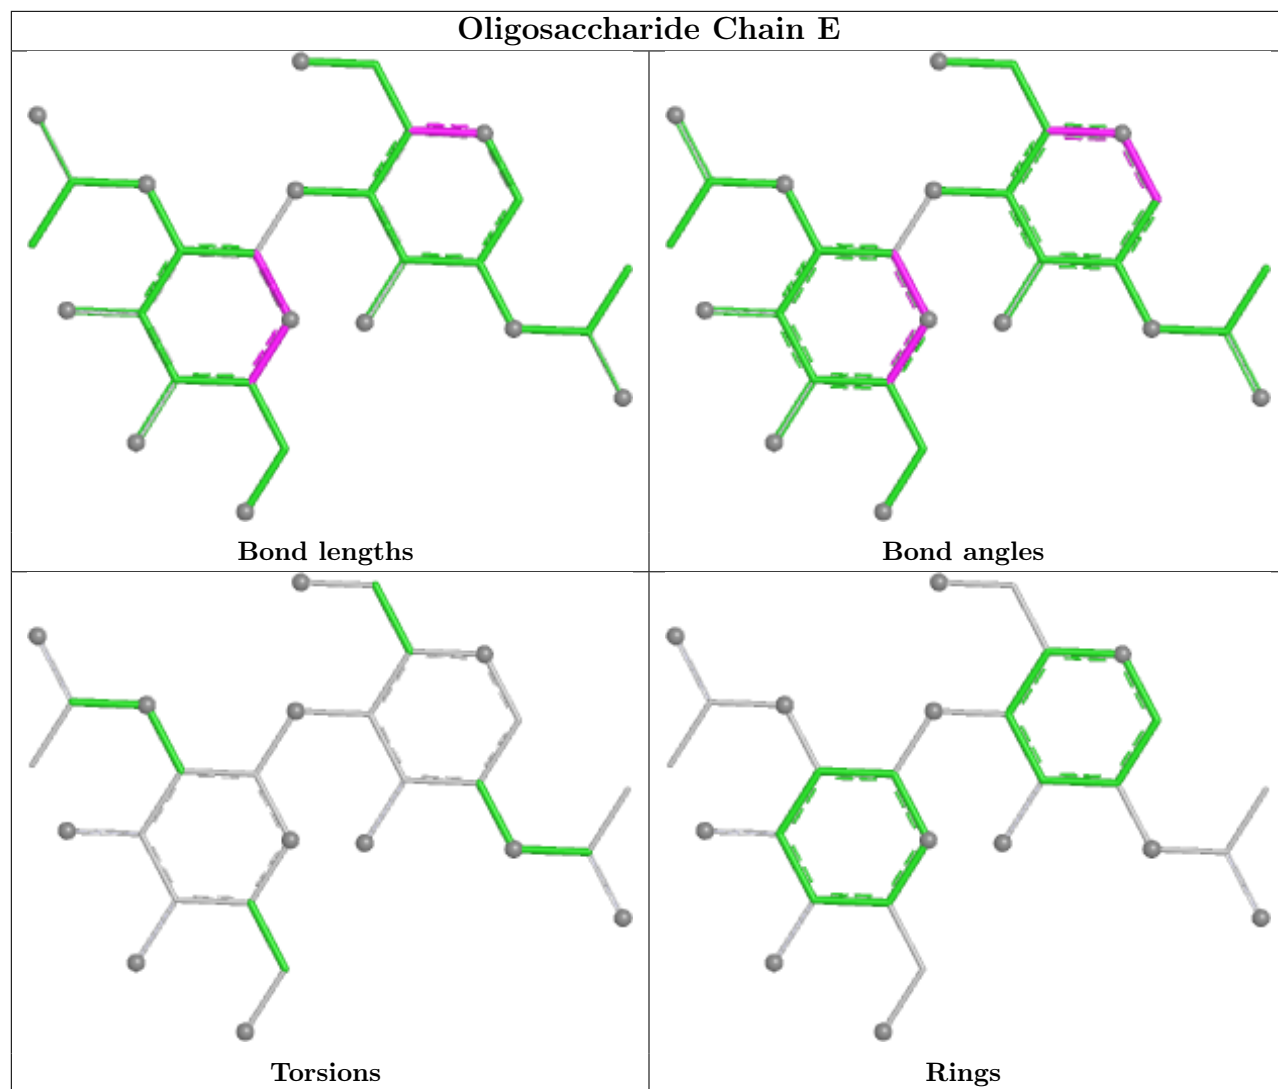 Oligosaccharide Chain E
Bond lengths
Bond angles
Torsions
Rings